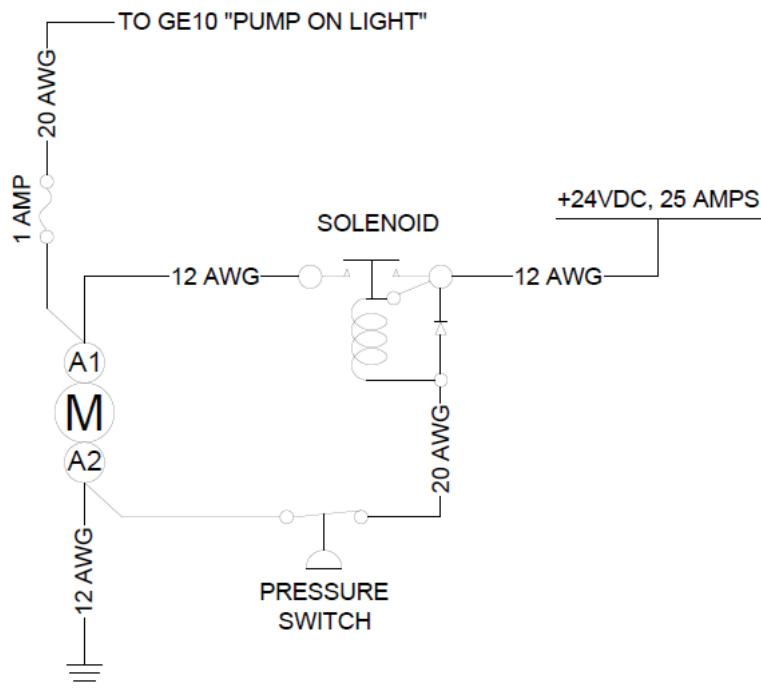 TO GE10 "PUMP ON LIGHT"
20 AWG
1 AMP
+24VDC, 25 AMPS
SOLENOID
12 AWG
12 AWG
A1
M
A2
20 AWG
12 AWG
PRESSURE
SWITCH